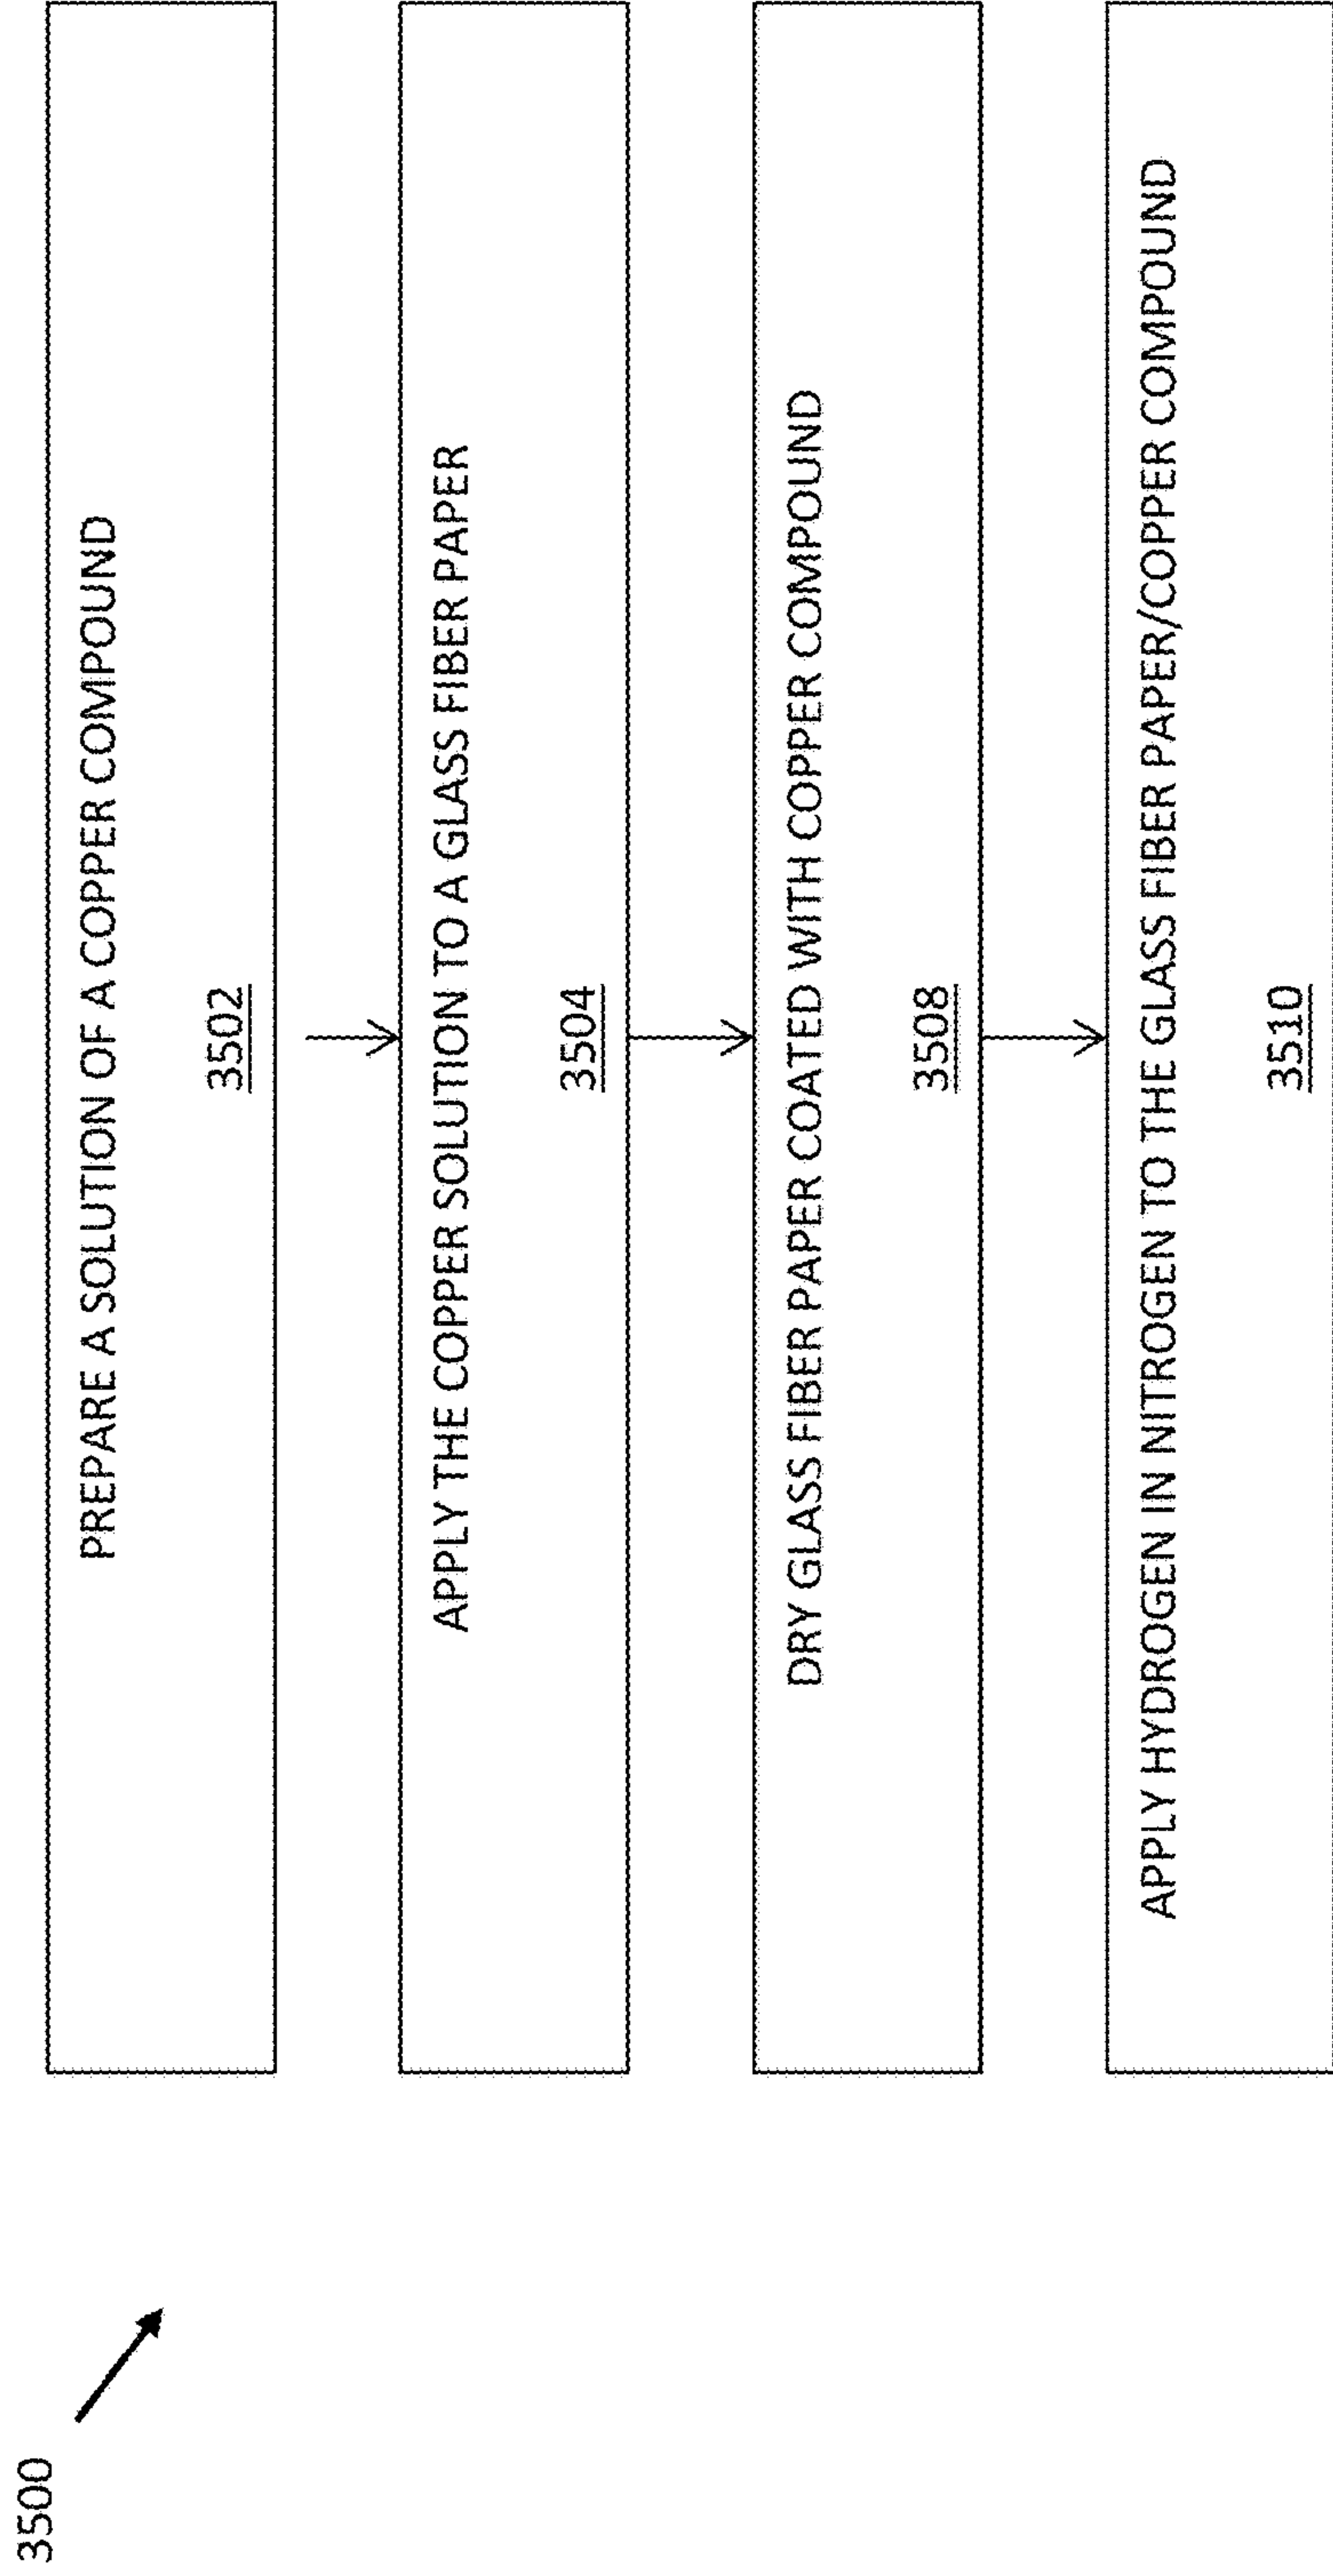 3500
PREPARE A SOLUTION OF A COPPER COMPOUND
3502
APPLY THE COPPER SOLUTION TO A GLASS FIBER PAPER
3504
DRY GLASS FIBER PAPER COATED WITH COPPER COMPOUND
3508
APPLY HYDROGEN IN NITROGEN TO THE GLASS FIBER PAPER/COPPER COMPOUND
3510